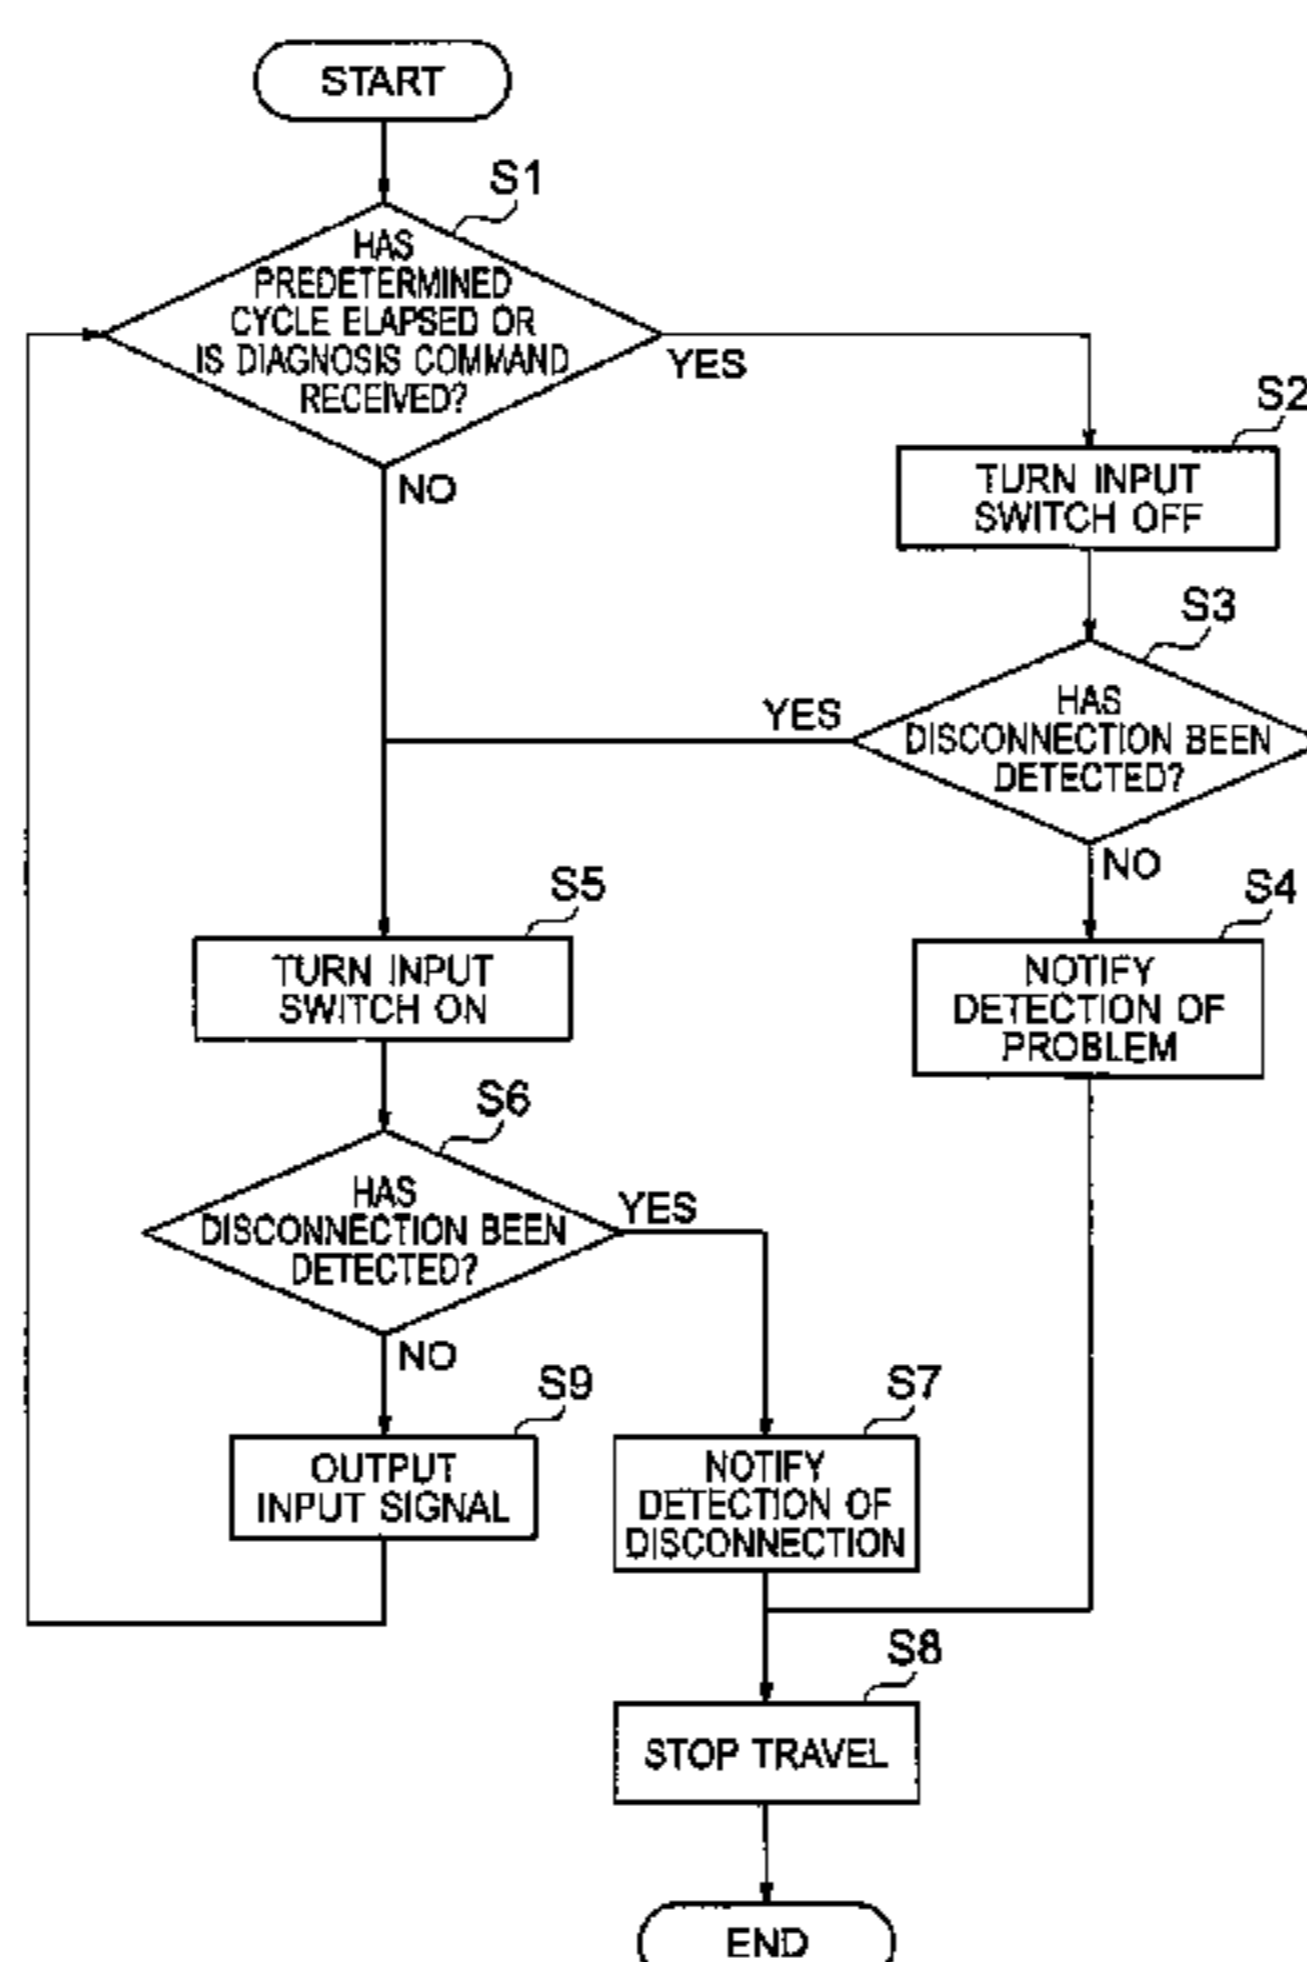 START
S1
HAS
PREDETERMINED
CYCLE ELAPSED OR
IS DIAGNOSIS COMMAND
RECEIVED?
YES
NO
S2
TURN INPUT
SWITCH OFF
S3
HAS
DISCONNECTION BEEN
DETECTED?
YES
NO
S4
NOTIFY
DETECTION OF
PROBLEM
S5
TURN INPUT
SWITCH ON
S6
HAS
DISCONNECTION BEEN
DETECTED?
YES
NO
S9
OUTPUT
INPUT SIGNAL
S7
NOTIFY
DETECTION OF
DISCONNECTION
S8
STOP TRAVEL
END